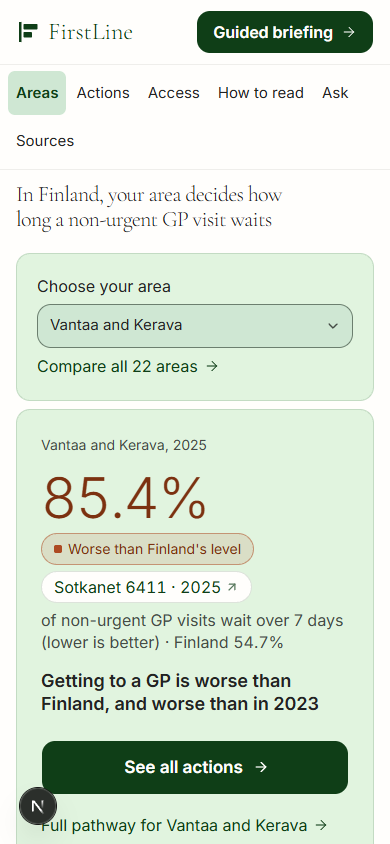 FirstLine
Guided briefing →
Areas Actions Access How to read Ask
Sources
In Finland, your area decides how
long a non-urgent GP visit waits
Choose your area
Vantaa and Kerava
Compare all 22 areas →
Vantaa and Kerava, 2025
85.4%
Worse than Finland's level
Sotkanet 6411 · 2025 ↗
of non-urgent GP visits wait over 7 days
(lower is better) · Finland 54.7%
Getting to a GP is worse than
Finland, and worse than in 2023
See all actions →
N
Full pathway for Vantaa and Kerava →